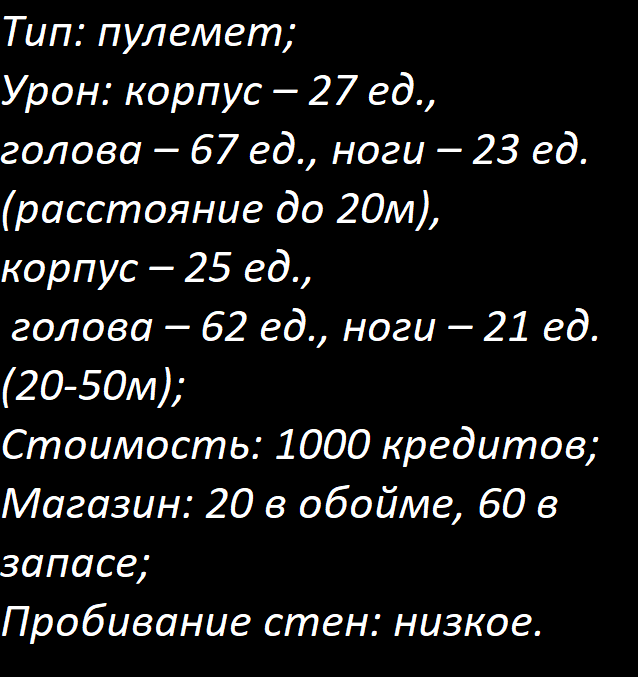 Тип: пулемет;
Урон: корпус – 27 ед.,
голова – 67 ед., ноги – 23 ед.
(расстояние до 20м),
корпус – 25 ед.,
голова – 62 ед., ноги – 21 ед.
(20-50м);
Стоимость: 1000 кредитов;
Магазин: 20 в обойме, 60 в
запасе;
Пробивание стен: низкое.